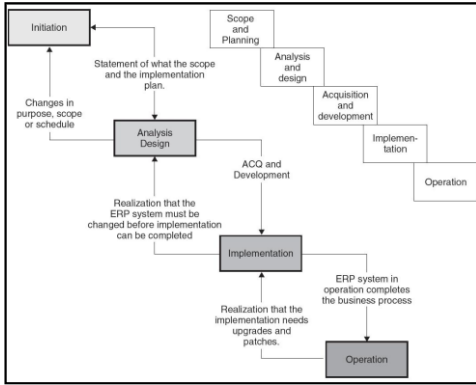 Initiation
Statement of what the scope
and the implementation
plan.
Changes in
purpose, scope
or schedule
Analysis
Design
Realization that the
ERP system must be
changed before implementation
can be completed
ACQ and
Development
Implementation
Realization that the
implementation needs
upgrades and
patches.
ERP system in
operation completes
the business process
Operation
Scope
and
Planning
Analysis
and
design
Acquisition
and
development
Implemen-
tation
Operation